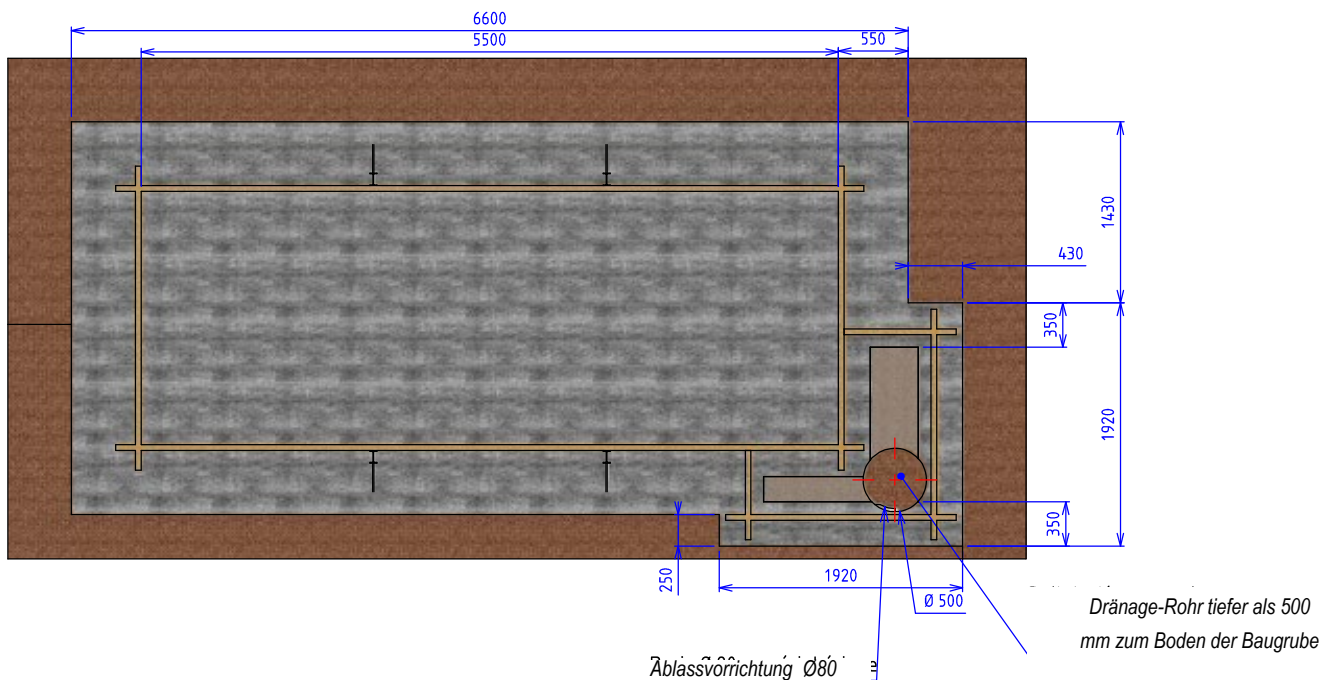 6600
5500
550
1430
430
350
1920
350
250
1920
Ø 500
Dränage-Rohr tiefer als 500
mm zum Boden der Baugrube
Ablassvorrichtung Ø80